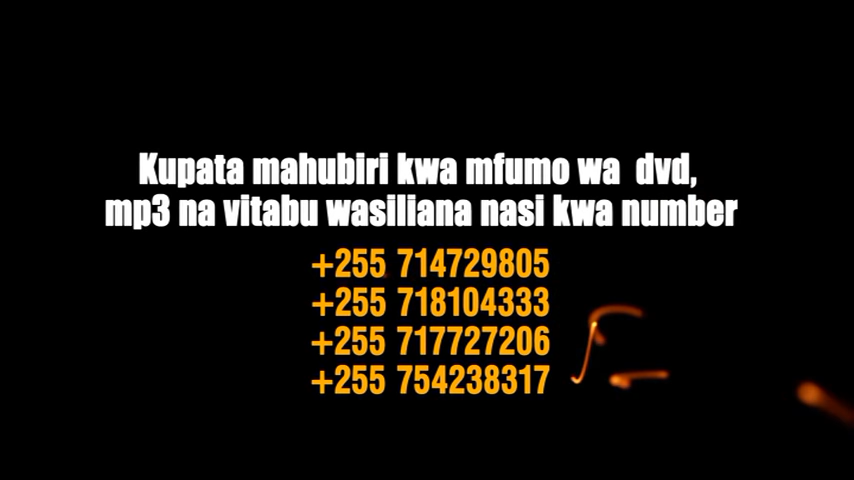 Kupata mahubiri kwa mfumo wa dvd,
mp3 na vitabu wasiliana nasi kwa number
+255 714729805
+255 718104333
+255 717727206
+255 754238317